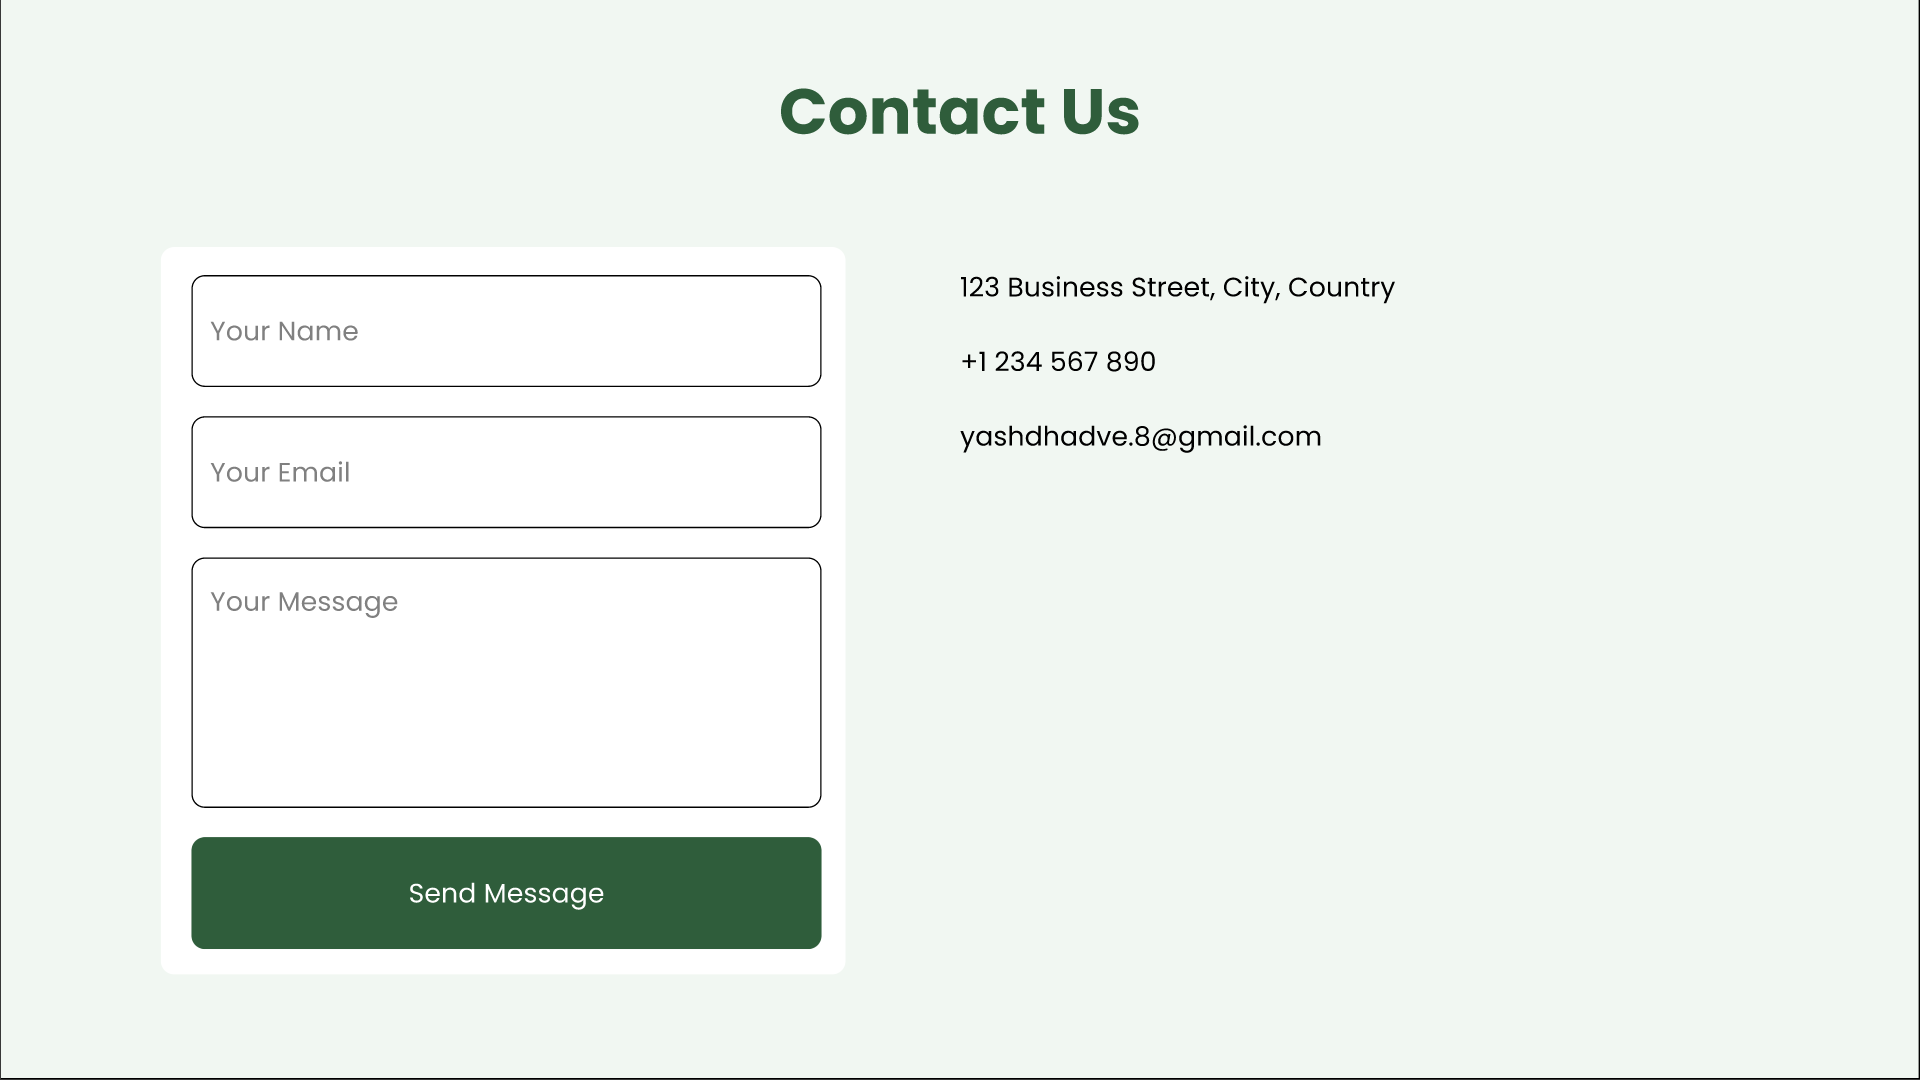 Contact Us
Your Name
Your Email
Your Message
Send Message
123 Business Street, City, Country
+1 234 567 890
yashdhadve.8@gmail.com